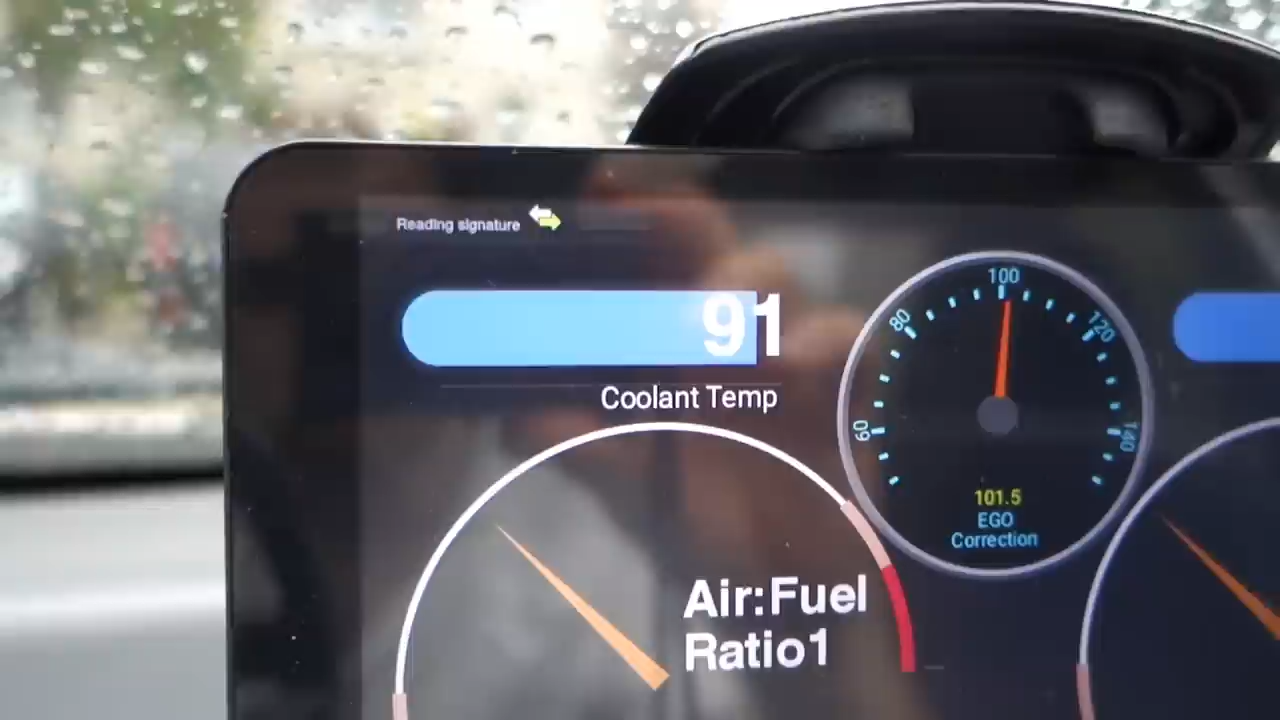 Reading signature
91
Coolant Temp
100
80
120
60
140
101.5
EGO
Correction
Air:Fuel
Ratio1